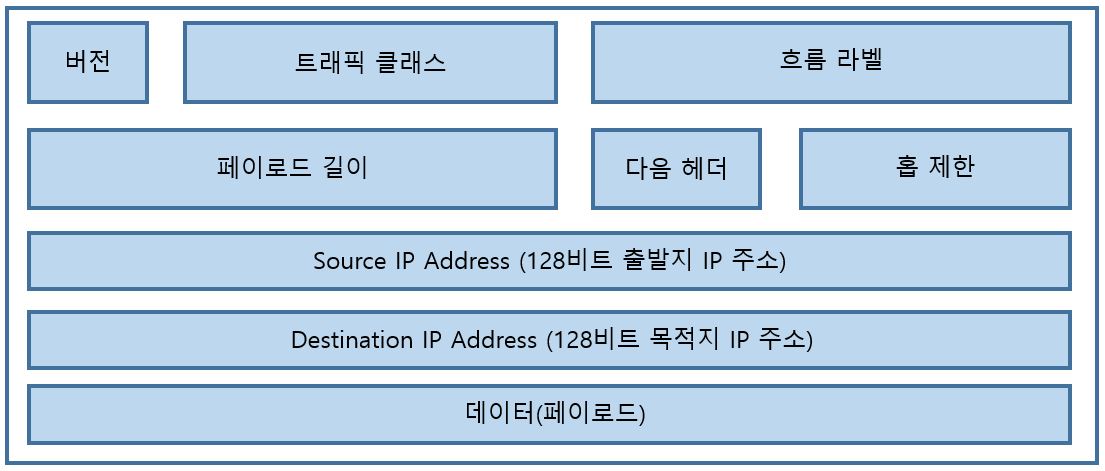 버전
트래픽 클래스
흐름 라벨
페이로드 길이
다음 헤더
홉 제한
Source IP Address (128비트 출발지 IP 주소)
Destination IP Address (128비트 목적지 IP 주소)
데이터(페이로드)